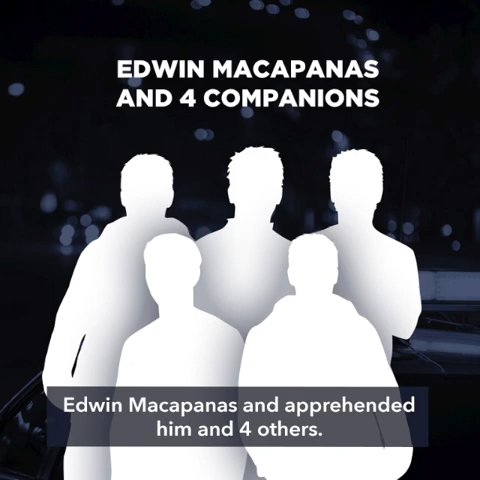 EDWIN MACAPANAS
AND 4 COMPANIONS
Edwin Macapanas and apprehended
him and 4 others.